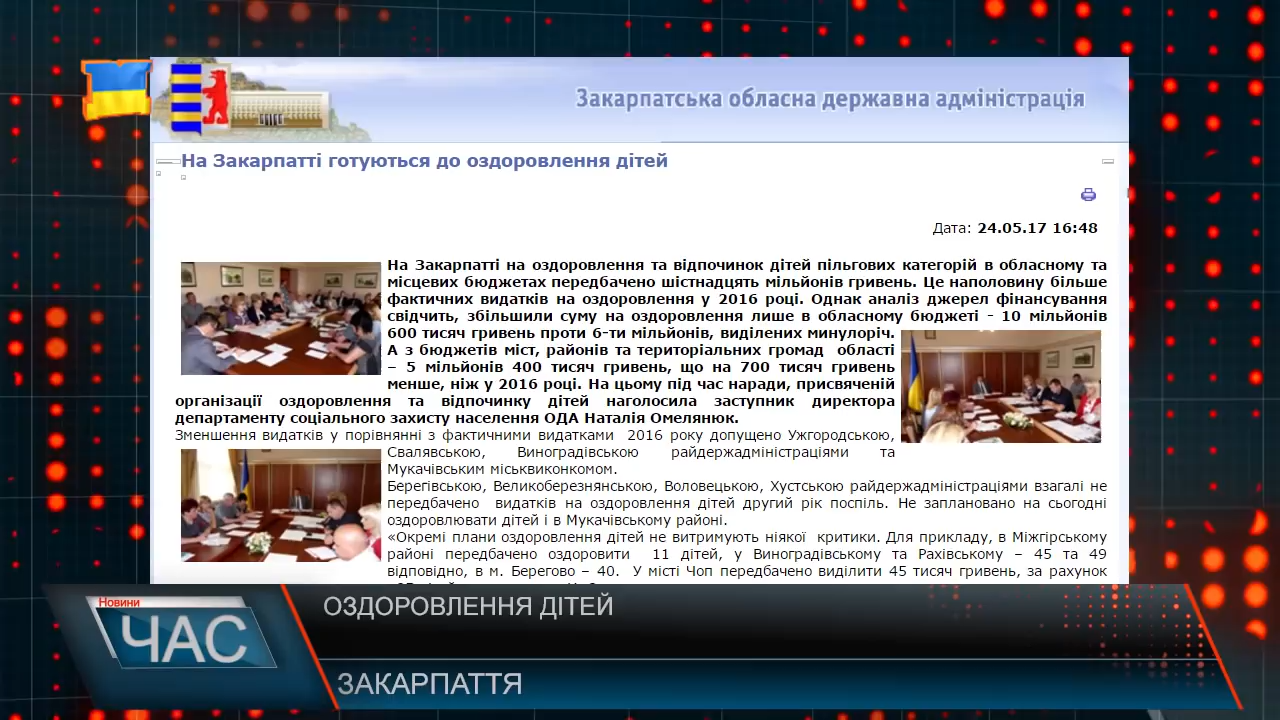 Закарпатська обласна державна адміністрація
На Закарпатті готуються до оздоровлення дітей
Дата: 24.05.17 16:48
На Закарпатті на оздоровлення та відпочинок дітей пільгових категорій в обласному та
місцевих бюджетах передбачено шістнадцять мільйонів гривень. Це наполовину більше
фактичних видатків на оздоровлення у 2016 році. Однак аналіз джерел фінансування
свідчить, збільшили суму на оздоровлення лише в обласному бюджеті - 10 мільйонів
600 тисяч гривень проти 6-ти мільйонів, виділених минулоріч.
А з бюджетів міст, районів та територіальних громад області
– 5 мільйонів 400 тисяч гривень, що на 700 тисяч гривень
менше, ніж у 2016 році. На цьому під час наради, присвяченій
організації оздоровлення та відпочинку дітей наголосила заступник директора
департаменту соціального захисту населення ОДА Наталія Омелянюк.
Зменшення видатків у порівнянні з фактичними видатками 2016 року допущено Ужгородською,
Свалявською, Виноградівською райдержадміністраціями та
Мукачівським міськвиконкомом.
Берегівською, Великоберезнянською, Воловецькою, Хустською райдержадміністраціями взагалі не
передбачено видатків на оздоровлення дітей другий рік поспіль. Не заплановано на сьогодні
оздоровлювати дітей і в Мукачівському районі.
«Окремі плани оздоровлення дітей не витримують ніякої критики. Для прикладу, в Міжгірському
районі передбачено оздоровити 11 дітей, у Виноградівському та Рахівському – 45 та 49
відповідно, в м. Берегово – 40. У місті Чоп передбачено виділити 45 тисяч гривень, за рахунок
Новини
ЧАС
ОЗДОРОВЛЕННЯ ДІТЕЙ
ЗАКАРПАТТЯ